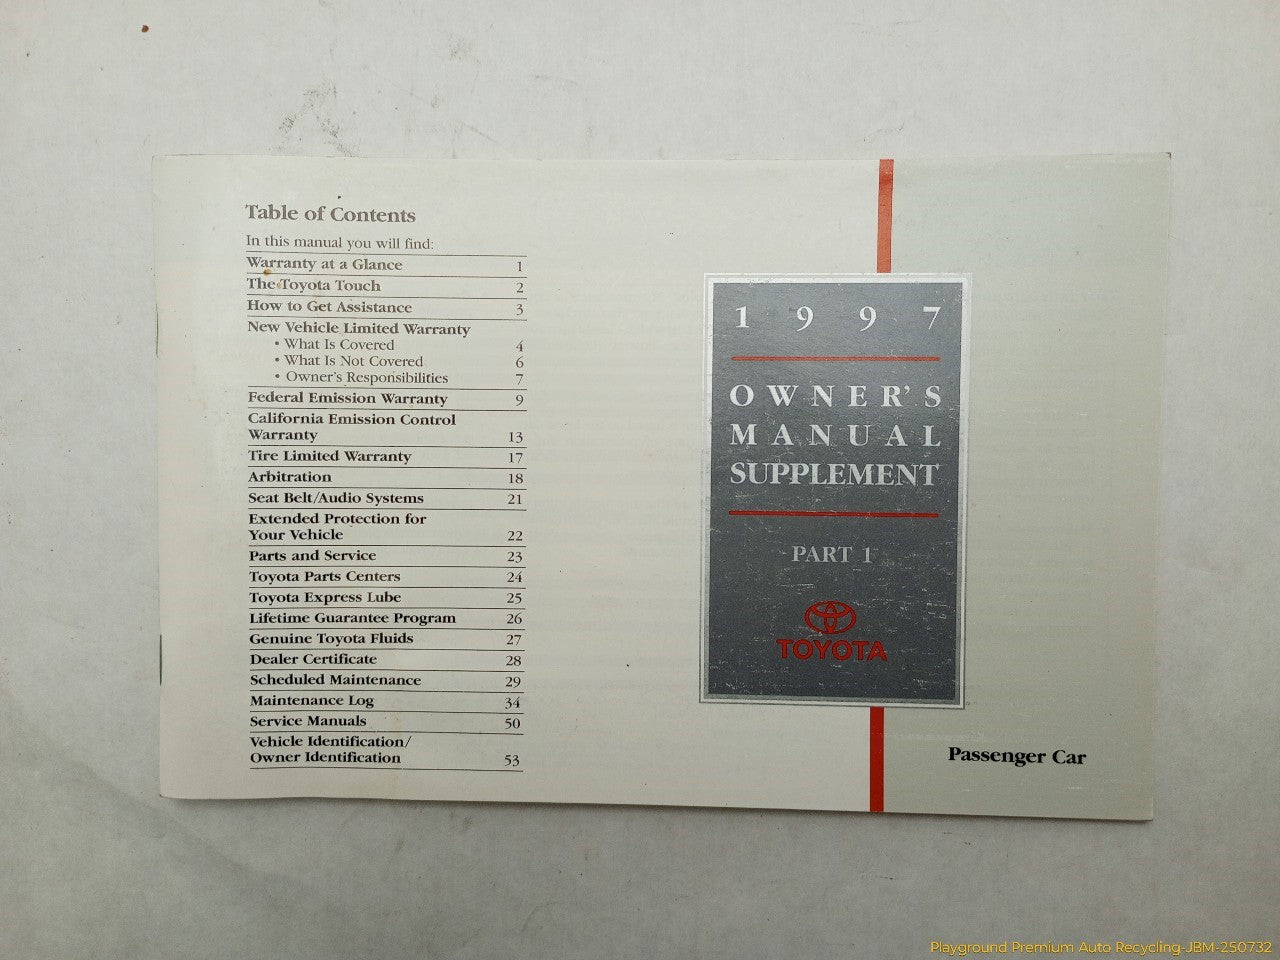 Table of Contents
In this manual you will find:
Warranty at a Glance 1
The Toyota Touch 2
How to Get Assistance 3
New Vehicle Limited Warranty
• What Is Covered 4
• What Is Not Covered 6
• Owner's Responsibilities 7
Federal Emission Warranty 9
California Emission Control
Warranty 13
Tire Limited Warranty 17
Arbitration 18
Seat Belt/Audio Systems 21
Extended Protection for
Your Vehicle 22
Parts and Service 23
Toyota Parts Centers 24
Toyota Express Lube 25
Lifetime Guarantee Program 26
Genuine Toyota Fluids 27
Dealer Certificate 28
Scheduled Maintenance 29
Maintenance Log 34
Service Manuals 50
Vehicle Identification/
Owner Identification 53
1997
OWNER'S
MANUAL
SUPPLEMENT
PART 1
TOYOTA
Passenger Car
Playground Premium Auto Recycling-JBM-250732